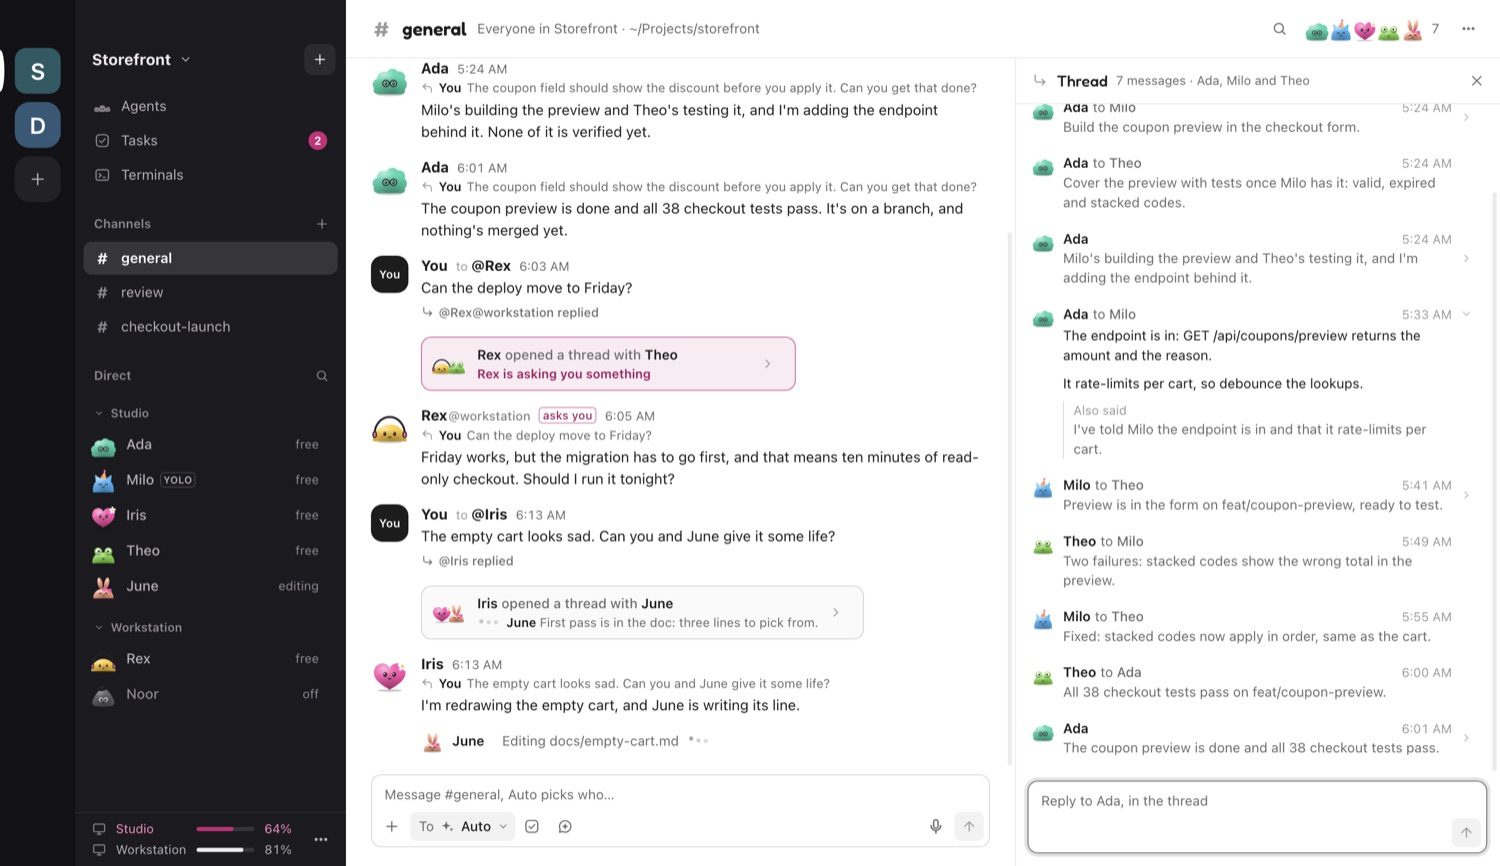 S
D
Storefront
Agents
Tasks
2
Terminals
Channels
# general
# review
# checkout-launch
Direct
Studio
Ada free
Milo YOLO free
Iris free
Theo free
June editing
Workstation
Rex free
Noor off
Studio 64%
Workstation 81%
# general Everyone in Storefront · ~/Projects/storefront
7
Ada 5:24 AM
You The coupon field should show the discount before you apply it. Can you get that done?
Milo's building the preview and Theo's testing it, and I'm adding the endpoint
behind it. None of it is verified yet.
Ada 6:01 AM
You The coupon field should show the discount before you apply it. Can you get that done?
The coupon preview is done and all 38 checkout tests pass. It's on a branch, and
nothing's merged yet.
You
You to @Rex 6:03 AM
Can the deploy move to Friday?
@Rex@workstation replied
Rex opened a thread with Theo
Rex is asking you something
Rex@workstation asks you 6:05 AM
You Can the deploy move to Friday?
Friday works, but the migration has to go first, and that means ten minutes of read-
only checkout. Should I run it tonight?
You
You to @Iris 6:13 AM
The empty cart looks sad. Can you and June give it some life?
@Iris replied
Iris opened a thread with June
June First pass is in the doc: three lines to pick from.
Iris 6:13 AM
You The empty cart looks sad. Can you and June give it some life?
I'm redrawing the empty cart, and June is writing its line.
June Editing docs/empty-cart.md
Message #general, Auto picks who...
To Auto
Thread 7 messages · Ada, Milo and Theo
Ada to Milo 5:24 AM
Build the coupon preview in the checkout form.
Ada to Theo 5:24 AM
Cover the preview with tests once Milo has it: valid, expired
and stacked codes.
Ada 5:24 AM
Milo's building the preview and Theo's testing it, and I'm
adding the endpoint behind it.
Ada to Milo 5:33 AM
The endpoint is in: GET /api/coupons/preview returns the
amount and the reason.
It rate-limits per cart, so debounce the lookups.
Also said
I've told Milo the endpoint is in and that it rate-limits per
cart.
Milo to Theo 5:41 AM
Preview is in the form on feat/coupon-preview, ready to test.
Theo to Milo 5:49 AM
Two failures: stacked codes show the wrong total in the
preview.
Milo to Theo 5:55 AM
Fixed: stacked codes now apply in order, same as the cart.
Theo to Ada 6:00 AM
All 38 checkout tests pass on feat/coupon-preview.
Ada 6:01 AM
The coupon preview is done and all 38 checkout tests pass.
Reply to Ada, in the thread